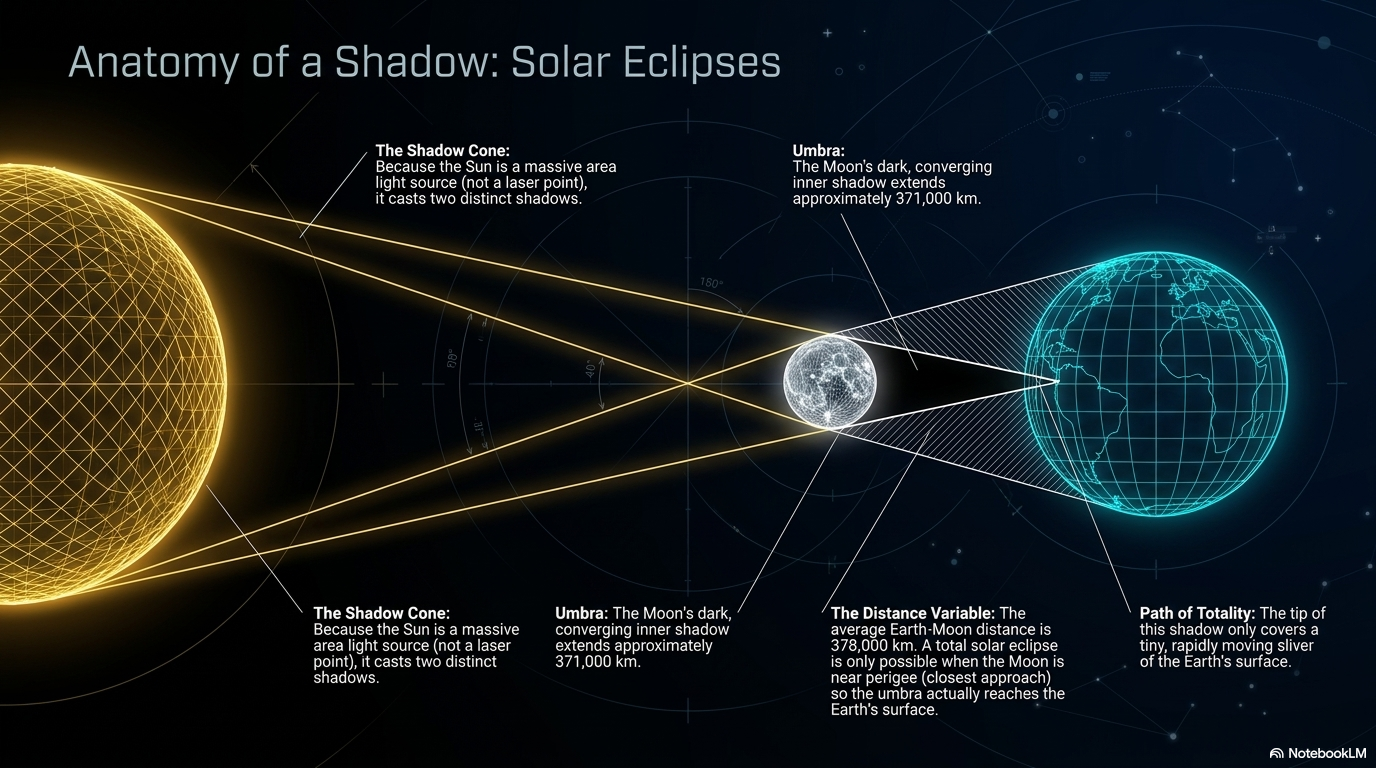 Anatomy of a Shadow: Solar Eclipses
The Shadow Cone:
Because the Sun is a massive area
light source (not a laser point),
it casts two distinct shadows.
Umbra:
The Moon's dark, converging
inner shadow extends
approximately 371,000 km.
150°
40°
The Shadow Cone:
Because the Sun is a massive
area light source (not a laser
point), it casts two distinct
shadows.
Umbra: The Moon's dark,
converging inner shadow
extends approximately
371,000 km.
The Distance Variable: The
average Earth-Moon distance is
378,000 km. A total solar eclipse
is only possible when the Moon is
near perigee (closest approach)
so the umbra actually reaches the
Earth's surface.
Path of Totality: The tip of
this shadow only covers a
tiny, rapidly moving sliver
of the Earth's surface.
NotebookLM